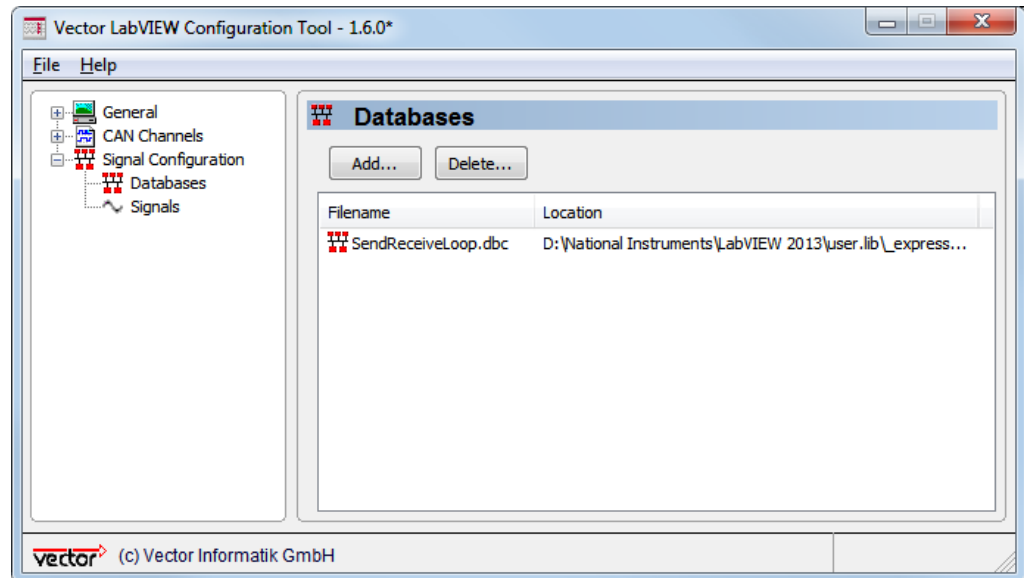 Vector LabVIEW Configuration Tool - 1.6.0*
File Help
General
CAN Channels
Signal Configuration
Databases
Signals
Databases
Add... Delete...
Filename Location
SendReceiveLoop.dbc D:\National Instruments\LabVIEW 2013\user.lib\_express...
vector (c) Vector Informatik GmbH